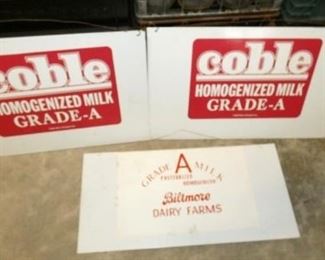 coble
HOMOGENIZED MILK
GRADE-A
coble
HOMOGENIZED MILK
GRADE-A
GRADE A MILK
PASTEURIZED
HOMOGENIZED
Biltmore
DAIRY FARMS